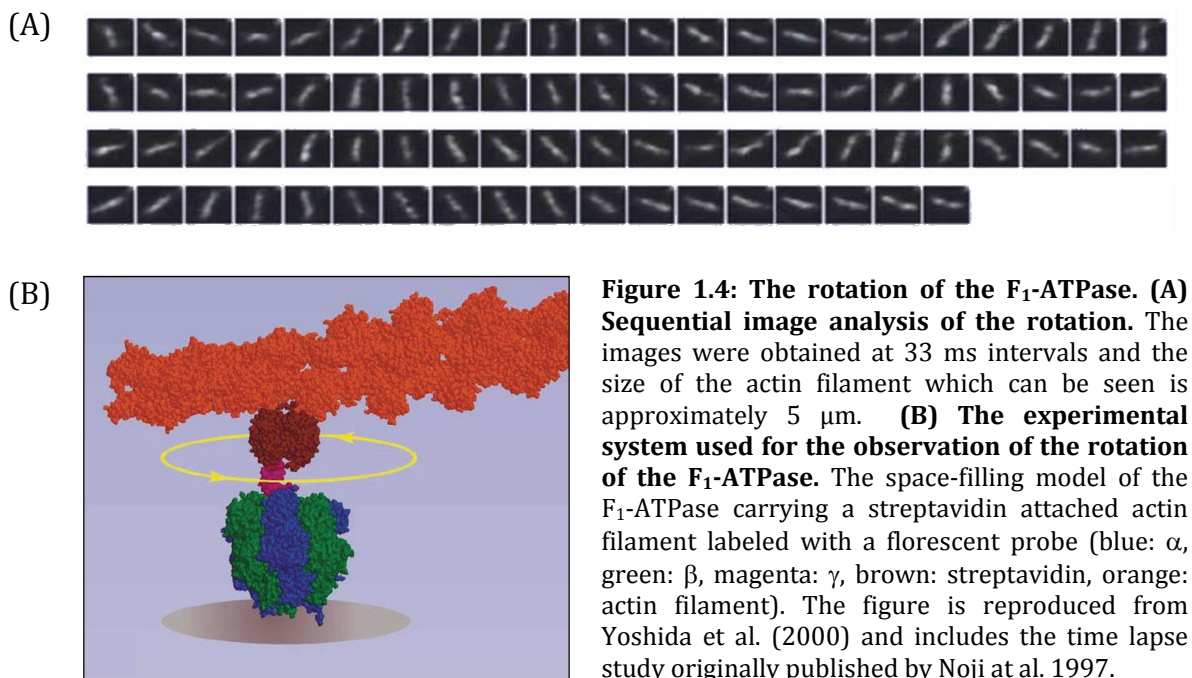 (A)
(B)
Figure 1.4: The rotation of the F₁-ATPase. (A)
Sequential image analysis of the rotation. The
images were obtained at 33 ms intervals and the
size of the actin filament which can be seen is
approximately 5 μm. (B) The experimental
system used for the observation of the rotation
of the F₁-ATPase. The space-filling model of the
F₁-ATPase carrying a streptavidin attached actin
filament labeled with a florescent probe (blue: α,
green: β, magenta: γ, brown: streptavidin, orange:
actin filament). The figure is reproduced from
Yoshida et al. (2000) and includes the time lapse
study originally published by Noji at al. 1997.